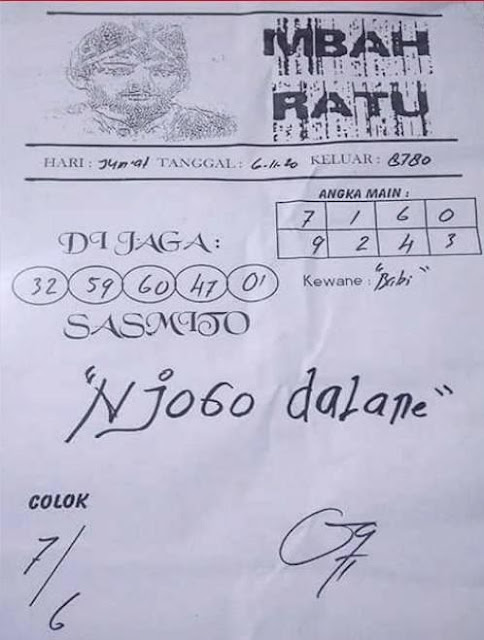 MBAH
RATU
HARI : Jum'at TANGGAL : 6-11-20 KELUAR : 8780
ANGKA MAIN :
7 1 6 0
9 2 4 3
DI JAGA :
32 59 60 47 01
Kewane : "Babi"
SASMITO
"Njogo dalane"
COLOK
7/6